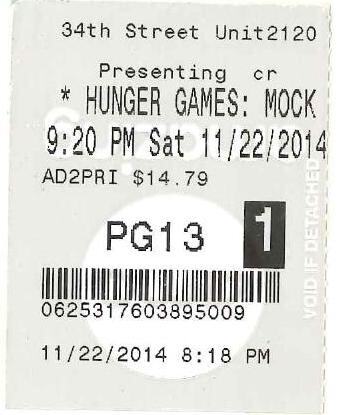 34th Street Unit2120
Presenting cr
* HUNGER GAMES: MOCK
9:20 PM Sat 11/22/2014
AD2PRI $14.79
PG13 1
0625317603895009
11/22/2014 8:18 PM
VOID IF DETACHED